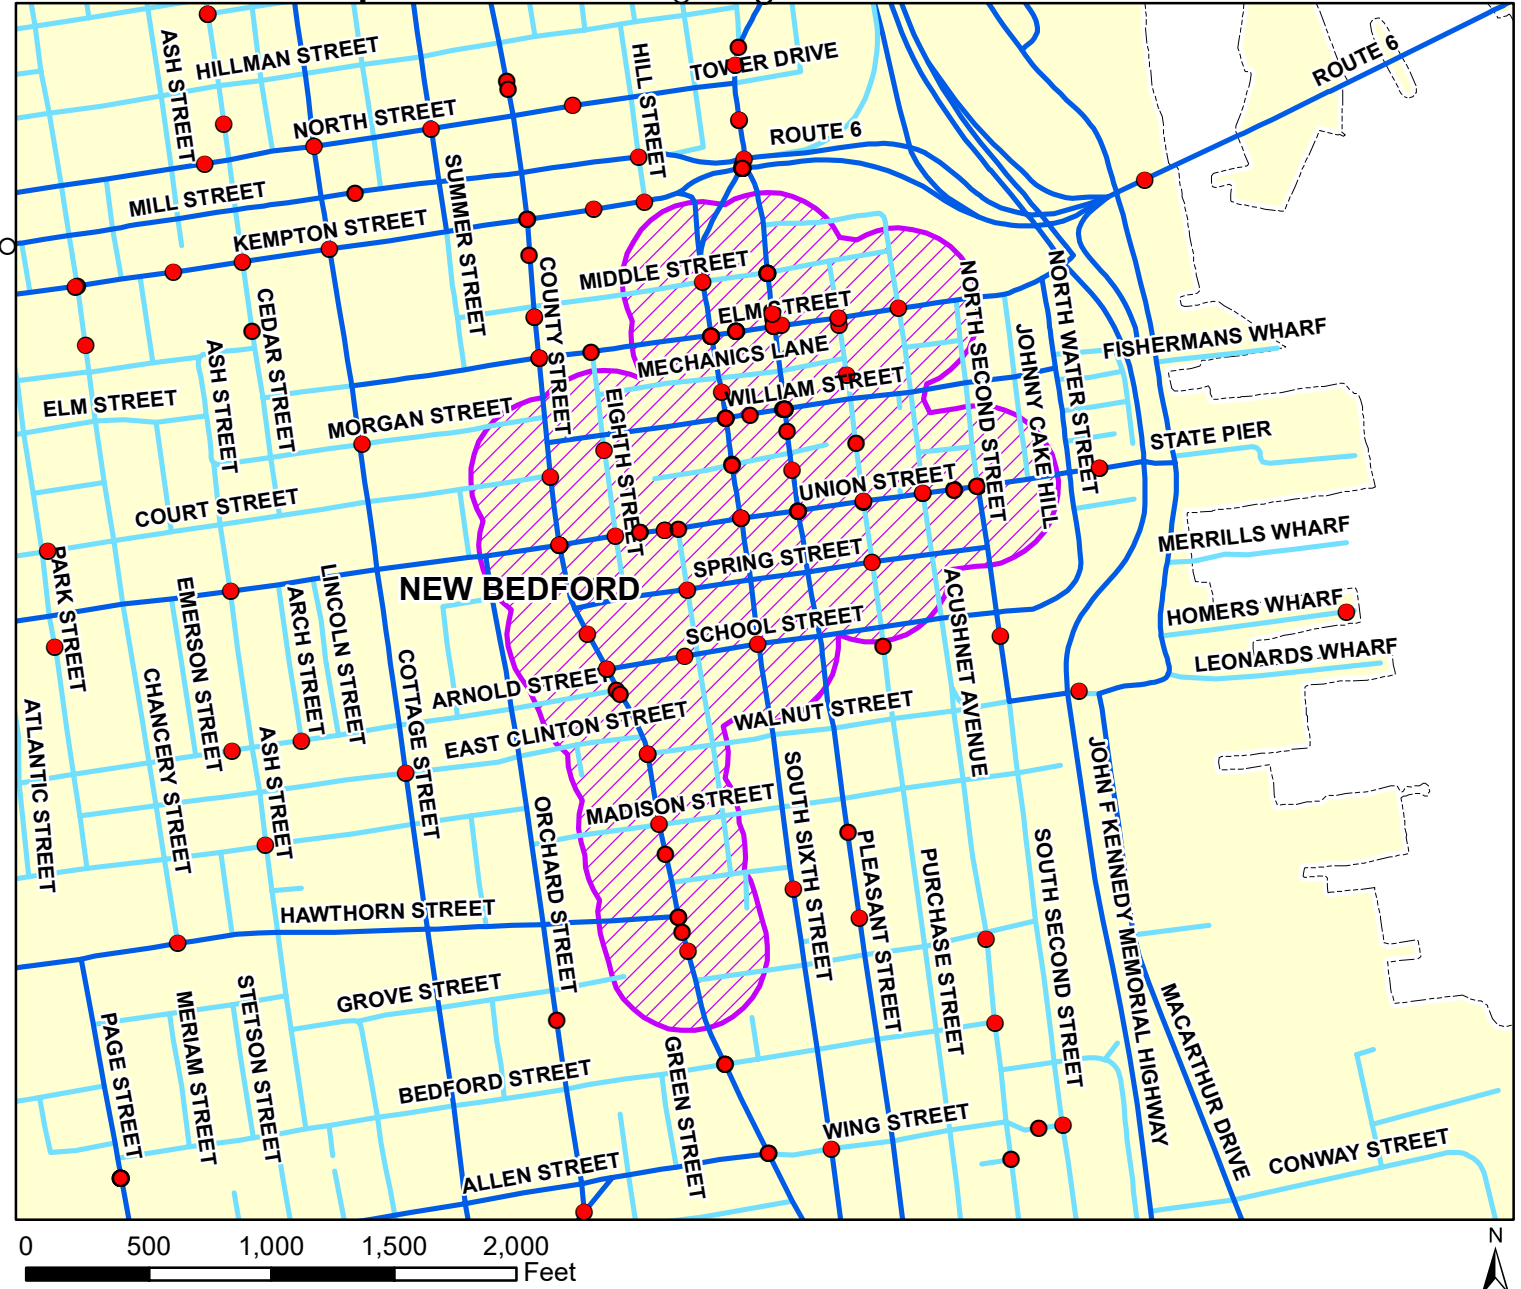 ASH STREET
HILLMAN STREET
HILL STREET
TOWER DRIVE
ROUTE 6
NORTH STREET
ROUTE 6
MILL STREET
SUMMER STREET
KEMPTON STREET
MIDDLE STREET
COUNTY STREET
NORTH SECOND STREET
NORTH WATER STREET
CEDAR STREET
ELM STREET
JOHNNY CAKE HILL
FISHERMANS WHARF
ASH STREET
MECHANICS LANE
ELM STREET
WILLIAM STREET
EIGHTH STREET
MORGAN STREET
STATE PIER
COURT STREET
UNION STREET
MERRILLS WHARF
PARK STREET
SPRING STREET
NEW BEDFORD
EMERSON STREET
ARCH STREET
LINCOLN STREET
ACUSHNET AVENUE
HOMERS WHARF
SCHOOL STREET
LEONARDS WHARF
COTTAGE STREET
CHANCERY STREET
ARNOLD STREET
ATLANTIC STREET
EAST CLINTON STREET
WALNUT STREET
ASH STREET
SOUTH SIXTH STREET
JOHN F KENNEDY MEMORIAL HIGHWAY
MADISON STREET
ORCHARD STREET
PLEASANT STREET
PURCHASE STREET
SOUTH SECOND STREET
HAWTHORN STREET
GROVE STREET
STETSON STREET
MERIAM STREET
PAGE STREET
MACARTHUR DRIVE
GREEN STREET
BEDFORD STREET
WING STREET
CONWAY STREET
ALLEN STREET
0 500 1,000 1,500 2,000
Feet
N